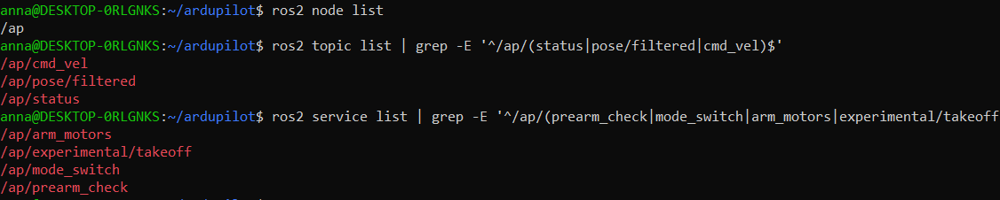 anna@DESKTOP-0RLGNKS:~/ardupilot$ ros2 node list
/ap
anna@DESKTOP-0RLGNKS:~/ardupilot$ ros2 topic list | grep -E '^/ap/(status|pose/filtered|cmd_vel)$'
/ap/cmd_vel
/ap/pose/filtered
/ap/status
anna@DESKTOP-0RLGNKS:~/ardupilot$ ros2 service list | grep -E '^/ap/(prearm_check|mode_switch|arm_motors|experimental/takeoff
/ap/arm_motors
/ap/experimental/takeoff
/ap/mode_switch
/ap/prearm_check